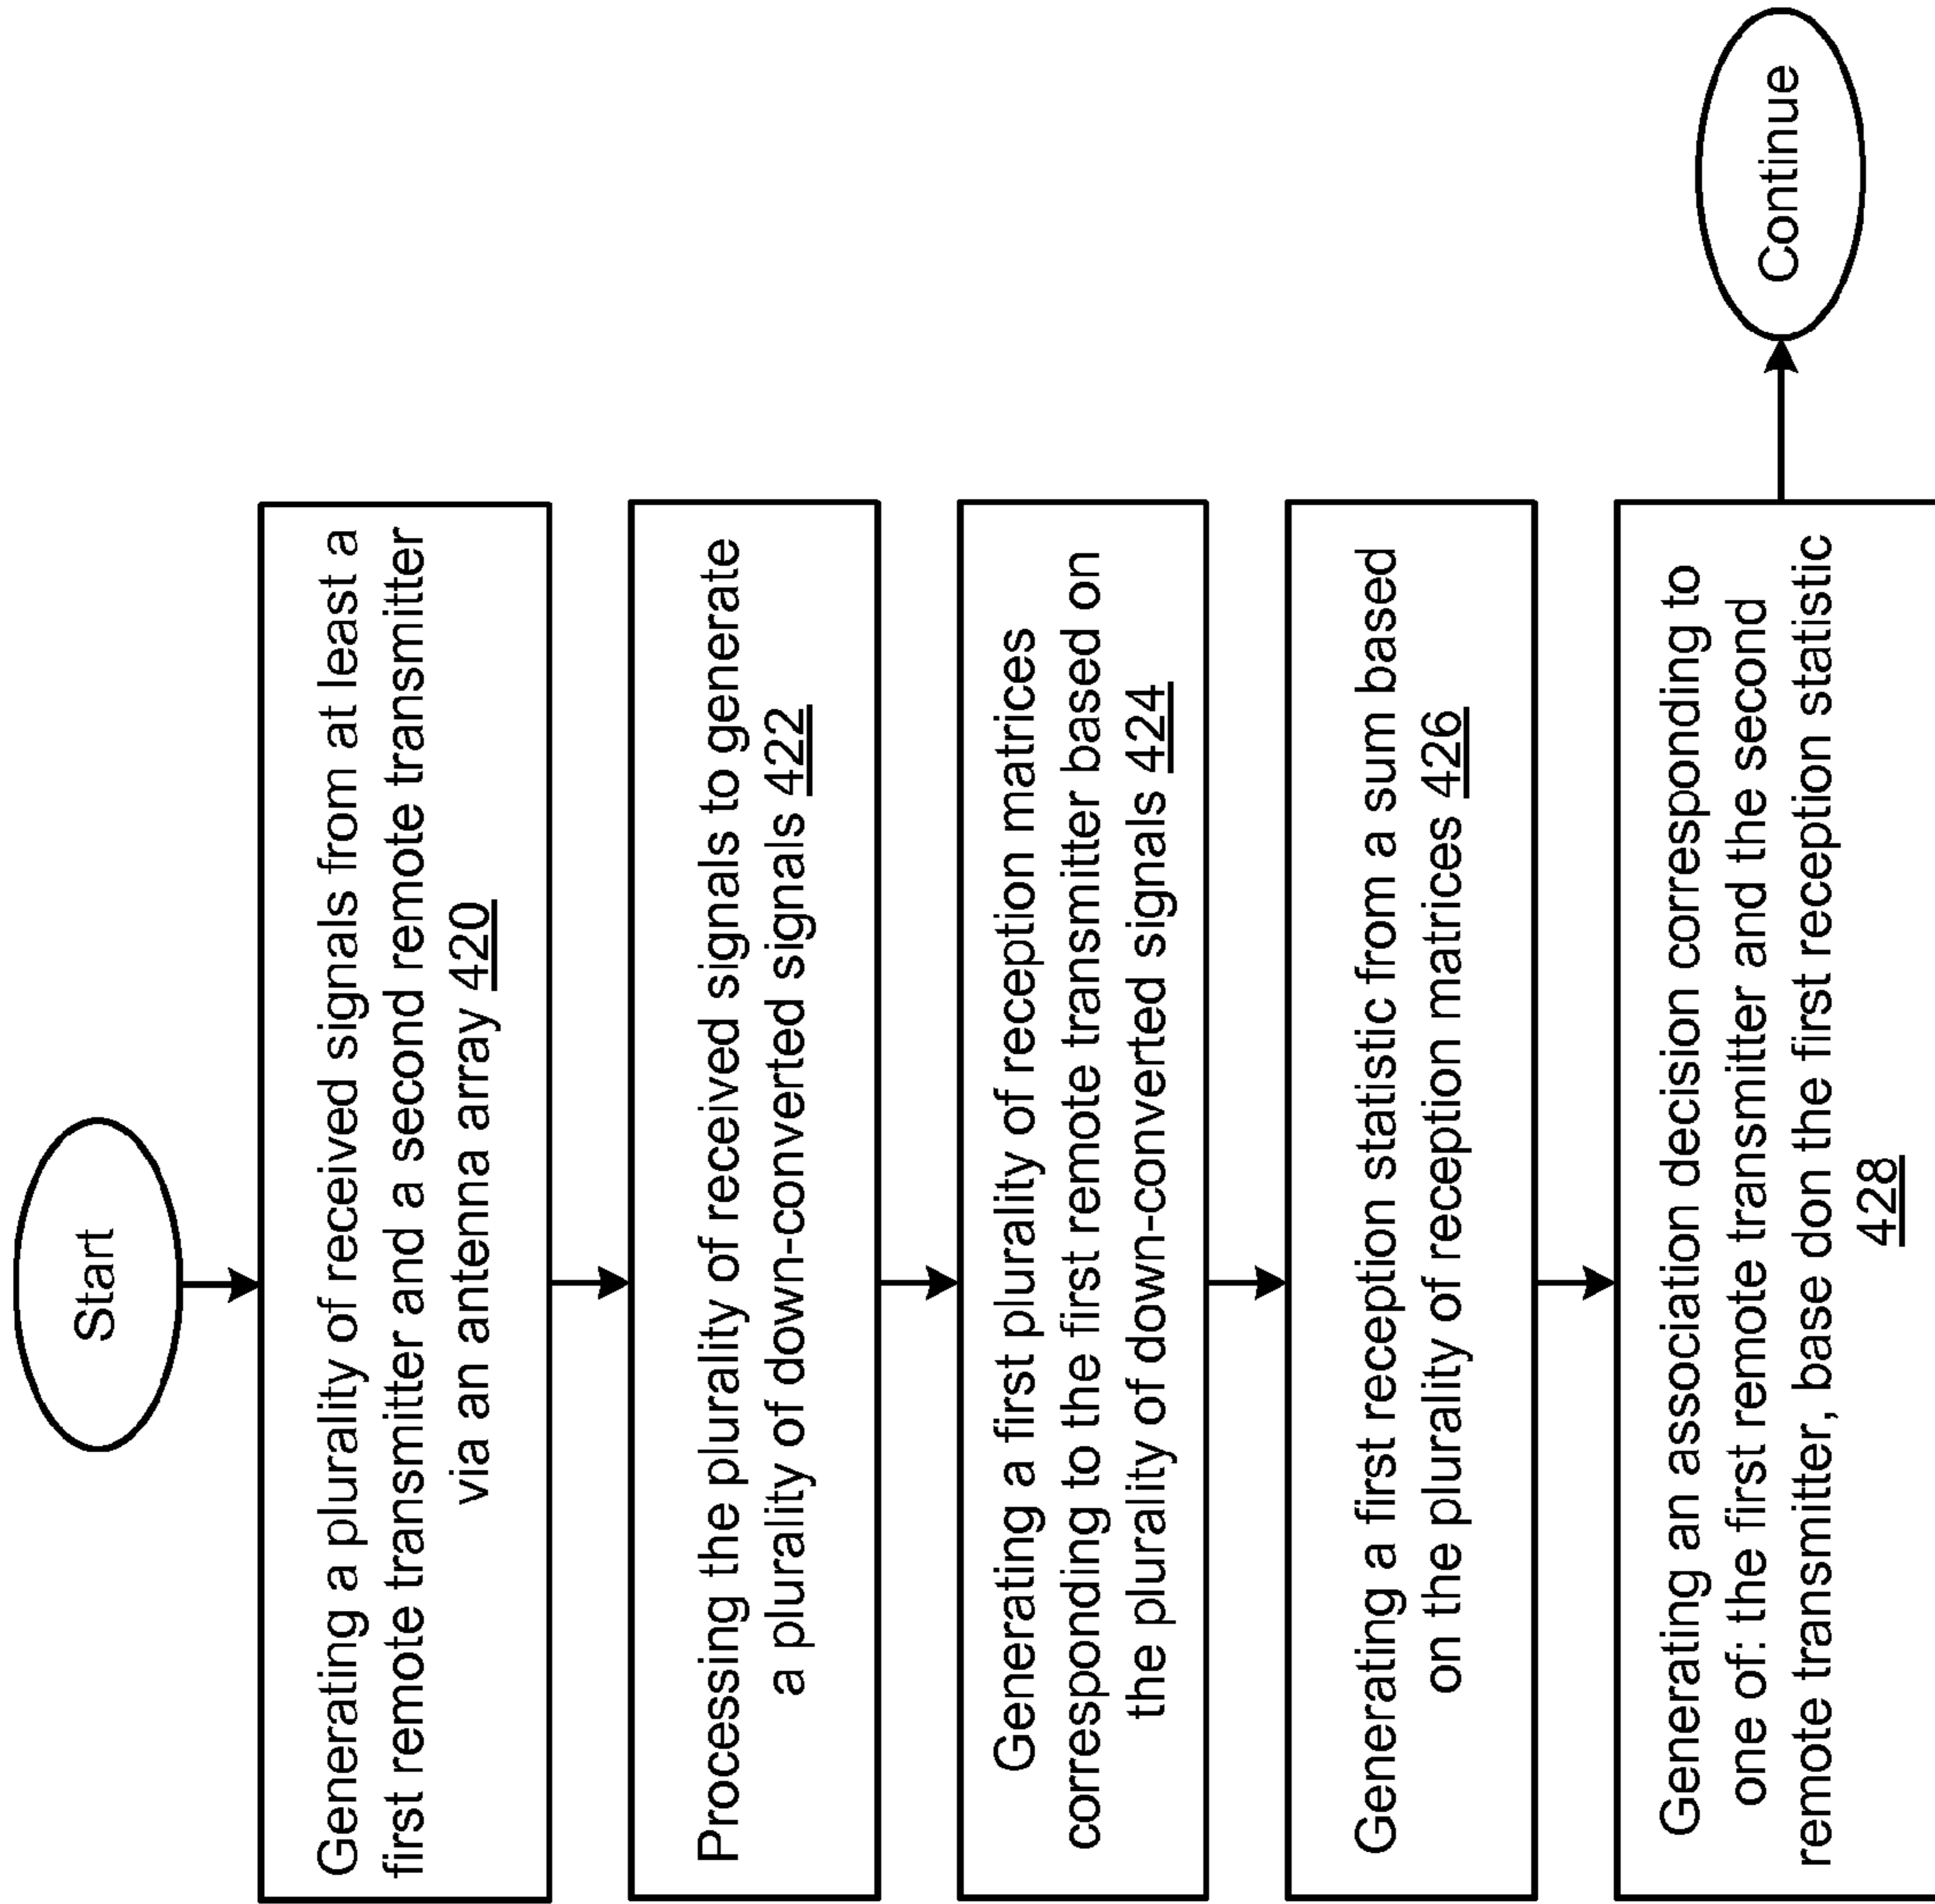 Start
Generating a plurality of received signals from at least a
first remote transmitter and a second remote transmitter
via an antenna array 420
Processing the plurality of received signals to generate
a plurality of down-converted signals 422
Generating a first plurality of reception matrices
corresponding to the first remote transmitter based on
the plurality of down-converted signals 424
Generating a first reception statistic from a sum based
on the plurality of reception matrices 426
Generating an association decision corresponding to
one of: the first remote transmitter and the second
remote transmitter, base don the first reception statistic
428
Continue